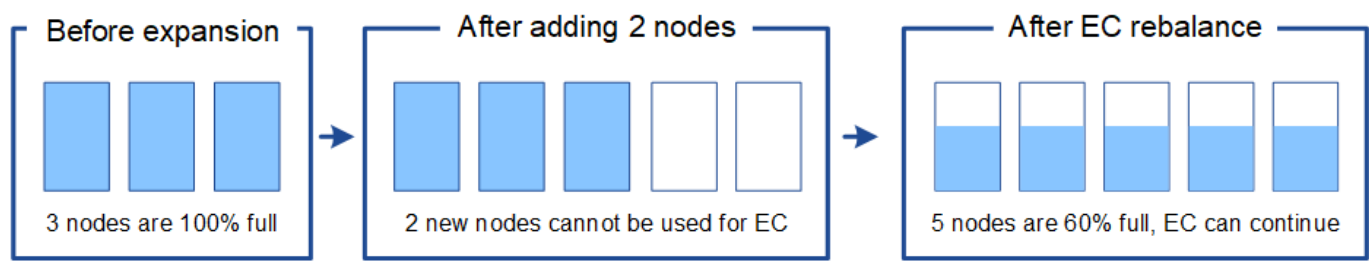 Before expansion
3 nodes are 100% full
After adding 2 nodes
2 new nodes cannot be used for EC
After EC rebalance
5 nodes are 60% full, EC can continue